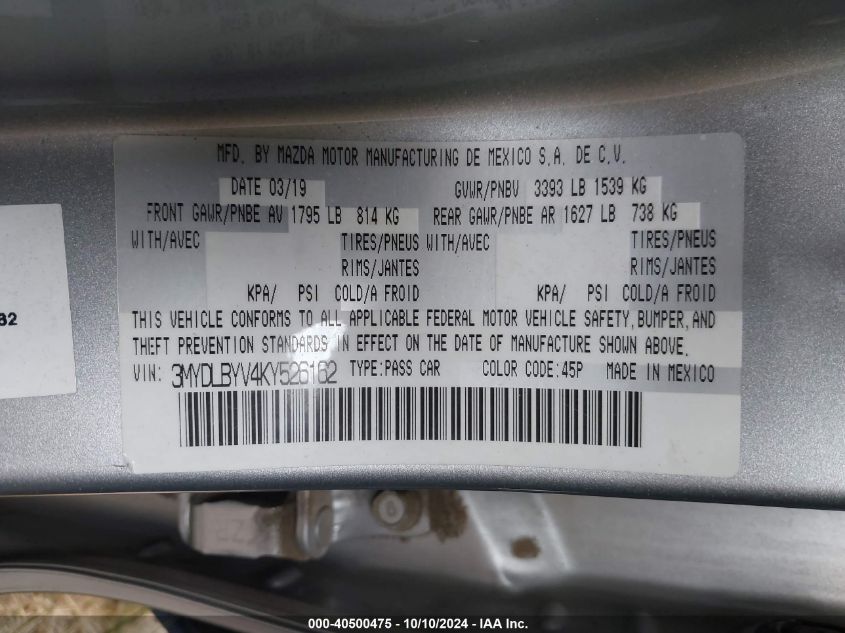 MFD. BY MAZDA MOTOR MANUFACTURING DE MEXICO S.A. DE C.V.
DATE 03/19 GVWR/PNBV 3393 LB 1539 KG
FRONT GAWR/PNBE AV 1795 LB 814 KG REAR GAWR/PNBE AR 1627 LB 738 KG
WITH/AVEC TIRES/PNEUS WITH/AVEC TIRES/PNEUS
RIMS/JANTES RIMS/JANTES
KPA/ PSI COLD/A FROID KPA/ PSI COLD/A FROID
THIS VEHICLE CONFORMS TO ALL APPLICABLE FEDERAL MOTOR VEHICLE SAFETY, BUMPER, AND
THEFT PREVENTION STANDARDS IN EFFECT ON THE DATE OF MANUFACTURE SHOWN ABOVE.
VIN: 3MYDLBYV4KY526162 TYPE:PASS CAR COLOR CODE:45P MADE IN MEXICO
000-40500475 - 10/10/2024 - IAA Inc.